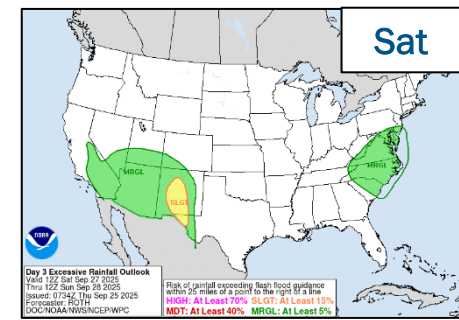 Sat
MRGL
SLGT
MRGL
NOAA
Day 3 Excessive Rainfall Outlook
Valid 12Z Sat Sep 27 2025
Thru 12Z Sun Sep 28 2025
Issued: 0734Z Thu Sep 25 2025
Forecaster: ROTH
DOC/NOAA/NWS/NCEP/WPC
Risk of rainfall exceeding flash flood guidance
within 25 miles of a point to the right of a line
HIGH: At Least 70% SLGT: At Least 15%
MDT: At Least 40% MRGL: At Least 5%